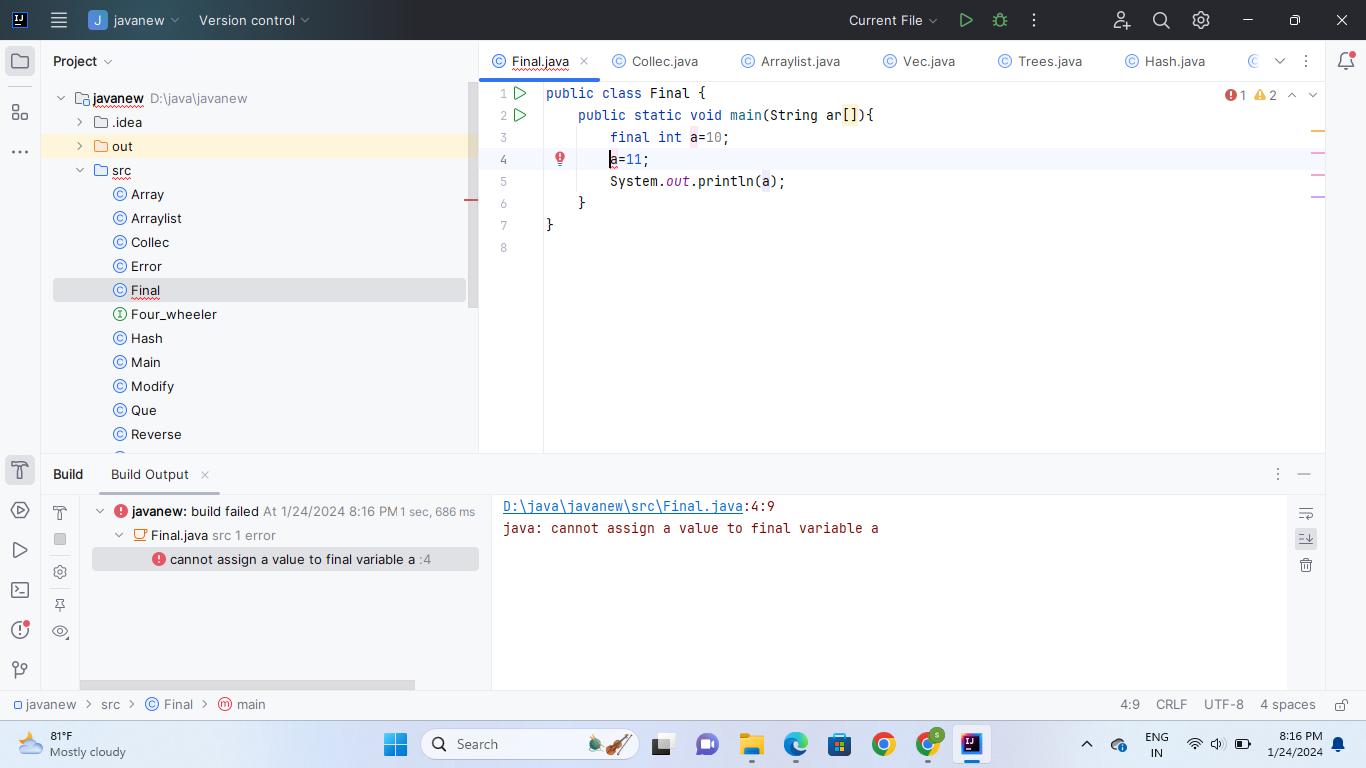 J javanew Version control Current File
Project
Final.java Collec.java Arraylist.java Vec.java Trees.java Hash.java
javanew D:\java\javanew
.idea
out
src
Array
Arraylist
Collec
Error
Final
Four_wheeler
Hash
Main
Modify
Que
Reverse
1 public class Final {
2 public static void main(String ar[]){
3 final int a=10;
4 a=11;
5 System.out.println(a);
6 }
7 }
8
1 2
Build Build Output
javanew: build failed At 1/24/2024 8:16 PM 1 sec, 686 ms
Final.java src 1 error
cannot assign a value to final variable a :4
D:\java\javanew\src\Final.java:4:9
java: cannot assign a value to final variable a
javanew > src > Final > main 4:9 CRLF UTF-8 4 spaces
81°F
Mostly cloudy
Search
ENG
IN
8:16 PM
1/24/2024